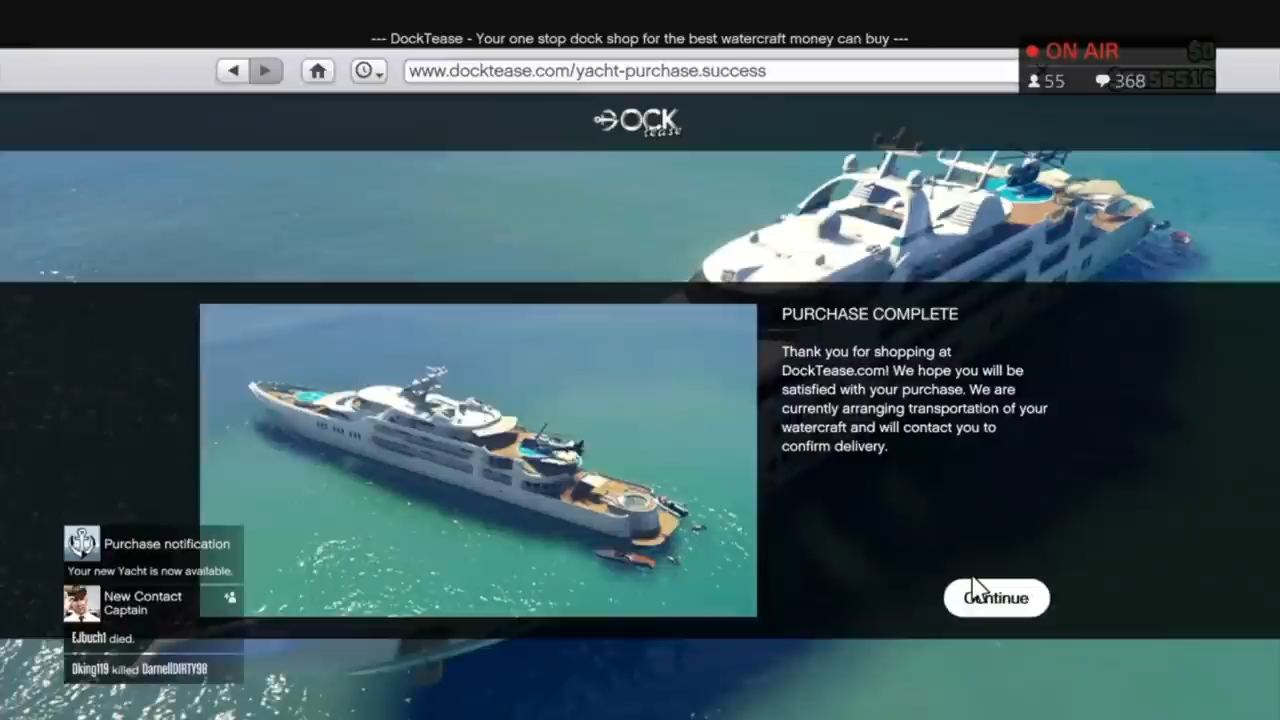 --- DockTease - Your one stop dock shop for the best watercraft money can buy ---
www.docktease.com/yacht-purchase.success
ON AIR
$0
55
368
56516
DOCK
tease
PURCHASE COMPLETE
Thank you for shopping at
DockTease.com! We hope you will be
satisfied with your purchase. We are
currently arranging transportation of your
watercraft and will contact you to
confirm delivery.
Continue
Purchase notification
Your new Yacht is now available.
New Contact
Captain
EJbuch1 died.
Dking119 killed DarnellDIRTY98